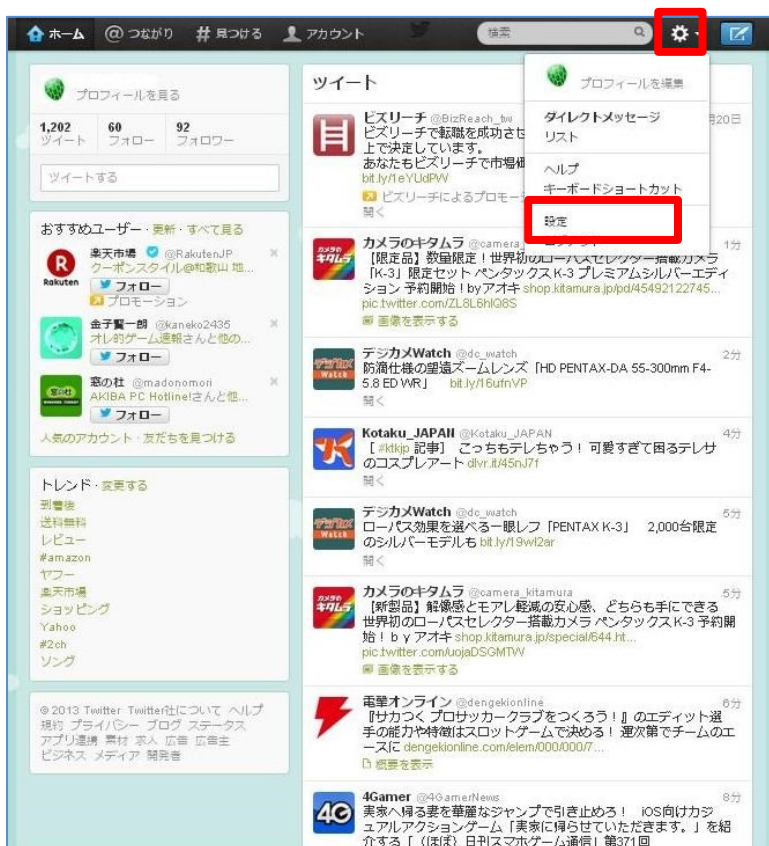 ホーム @ つながり # 見つける アカウント 検索
プロフィールを見る
1,202 60 92
ツイート フォロー フォロワー
ツイートする
おすすめユーザー · 更新 · すべて見る
楽天市場 @RakutenJP ×
クーポンスタイル@和歌山 地...
Rakuten
フォロー
プロモーション
金子賢一朗 @kaneko2435 ×
オレ的ゲーム速報さんと他の...
フォロー
窓の杜 @madonomori ×
AKIBA PC Hotline!さんと他...
フォロー
人気のアカウント · 友だちを見つける
トレンド · 変更する
到着後
送料無料
レビュー
#amazon
ヤフー
楽天市場
ショッピング
Yahoo
#2ch
ソング
© 2013 Twitter Twitter社について ヘルプ
規約 プライバシー ブログ ステータス
アプリ連携 素材 求人 広告 広告主
ビジネス メディア 開発者
プロフィールを編集
ダイレクトメッセージ
リスト
ヘルプ
キーボードショートカット
設定
ツイート
ビズリーチ @BizReach_tw 20日
ビズリーチで転職を成功させ
上で決定しています。
あなたもビズリーチで市場価
bit.ly/1eYUdPW
ビズリーチによるプロモー
開く
カメラのキタムラ @camera_ 1分
【限定品】数量限定！世界初のローパスセレクター搭載カメラ
「K-3」限定セット ペンタックス K-3 プレミアムシルバーエディ
ション 予約開始！byアオキ shop.kitamura.jp/pd/45492122745...
pic.twitter.com/ZL8L6hIQ8S
画像を表示する
デジカメWatch @dc_watch 2分
防滴仕様の望遠ズームレンズ「HD PENTAX-DA 55-300mm F4-
5.8 ED WR」 bit.ly/16ufnVP
開く
Kotaku_JAPAN @Kotaku_JAPAN 4分
[ #ktkjp 記事] こっちもテレちゃう！ 可愛すぎて困るテレサ
のコスプレアート dlvr.it/45nJ7f
開く
デジカメWatch @dc_watch 5分
ローパス効果を選べる一眼レフ「PENTAX K-3」 2,000台限定
のシルバーモデルも bit.ly/19wl2ar
開く
カメラのキタムラ @camera_kitamura 5分
【新製品】解像感とモアレ軽減の安心感、どちらも手にできる
世界初のローパスセレクター搭載カメラ ペンタックス K-3 予約開
始！ｂｙアオキ shop.kitamura.jp/special/644.ht...
pic.twitter.com/uojaDSGMTW
画像を表示する
電撃オンライン @dengekionline 6分
『サカつく プロサッカークラブをつくろう！』のエディット選
手の能力や特徴はスロットゲームで決める！ 運次第でチームのエ
ースに dengekionline.com/elem/000/000/7...
概要を表示
4Gamer @4GamerNews 8分
実家へ帰る妻を華麗なジャンプで引き止めろ！ iOS向けカジ
ュアルアクションゲーム「実家に帰らせていただきます。」を紹
介する「（ほぼ）日刊スマホゲーム通信」第371回